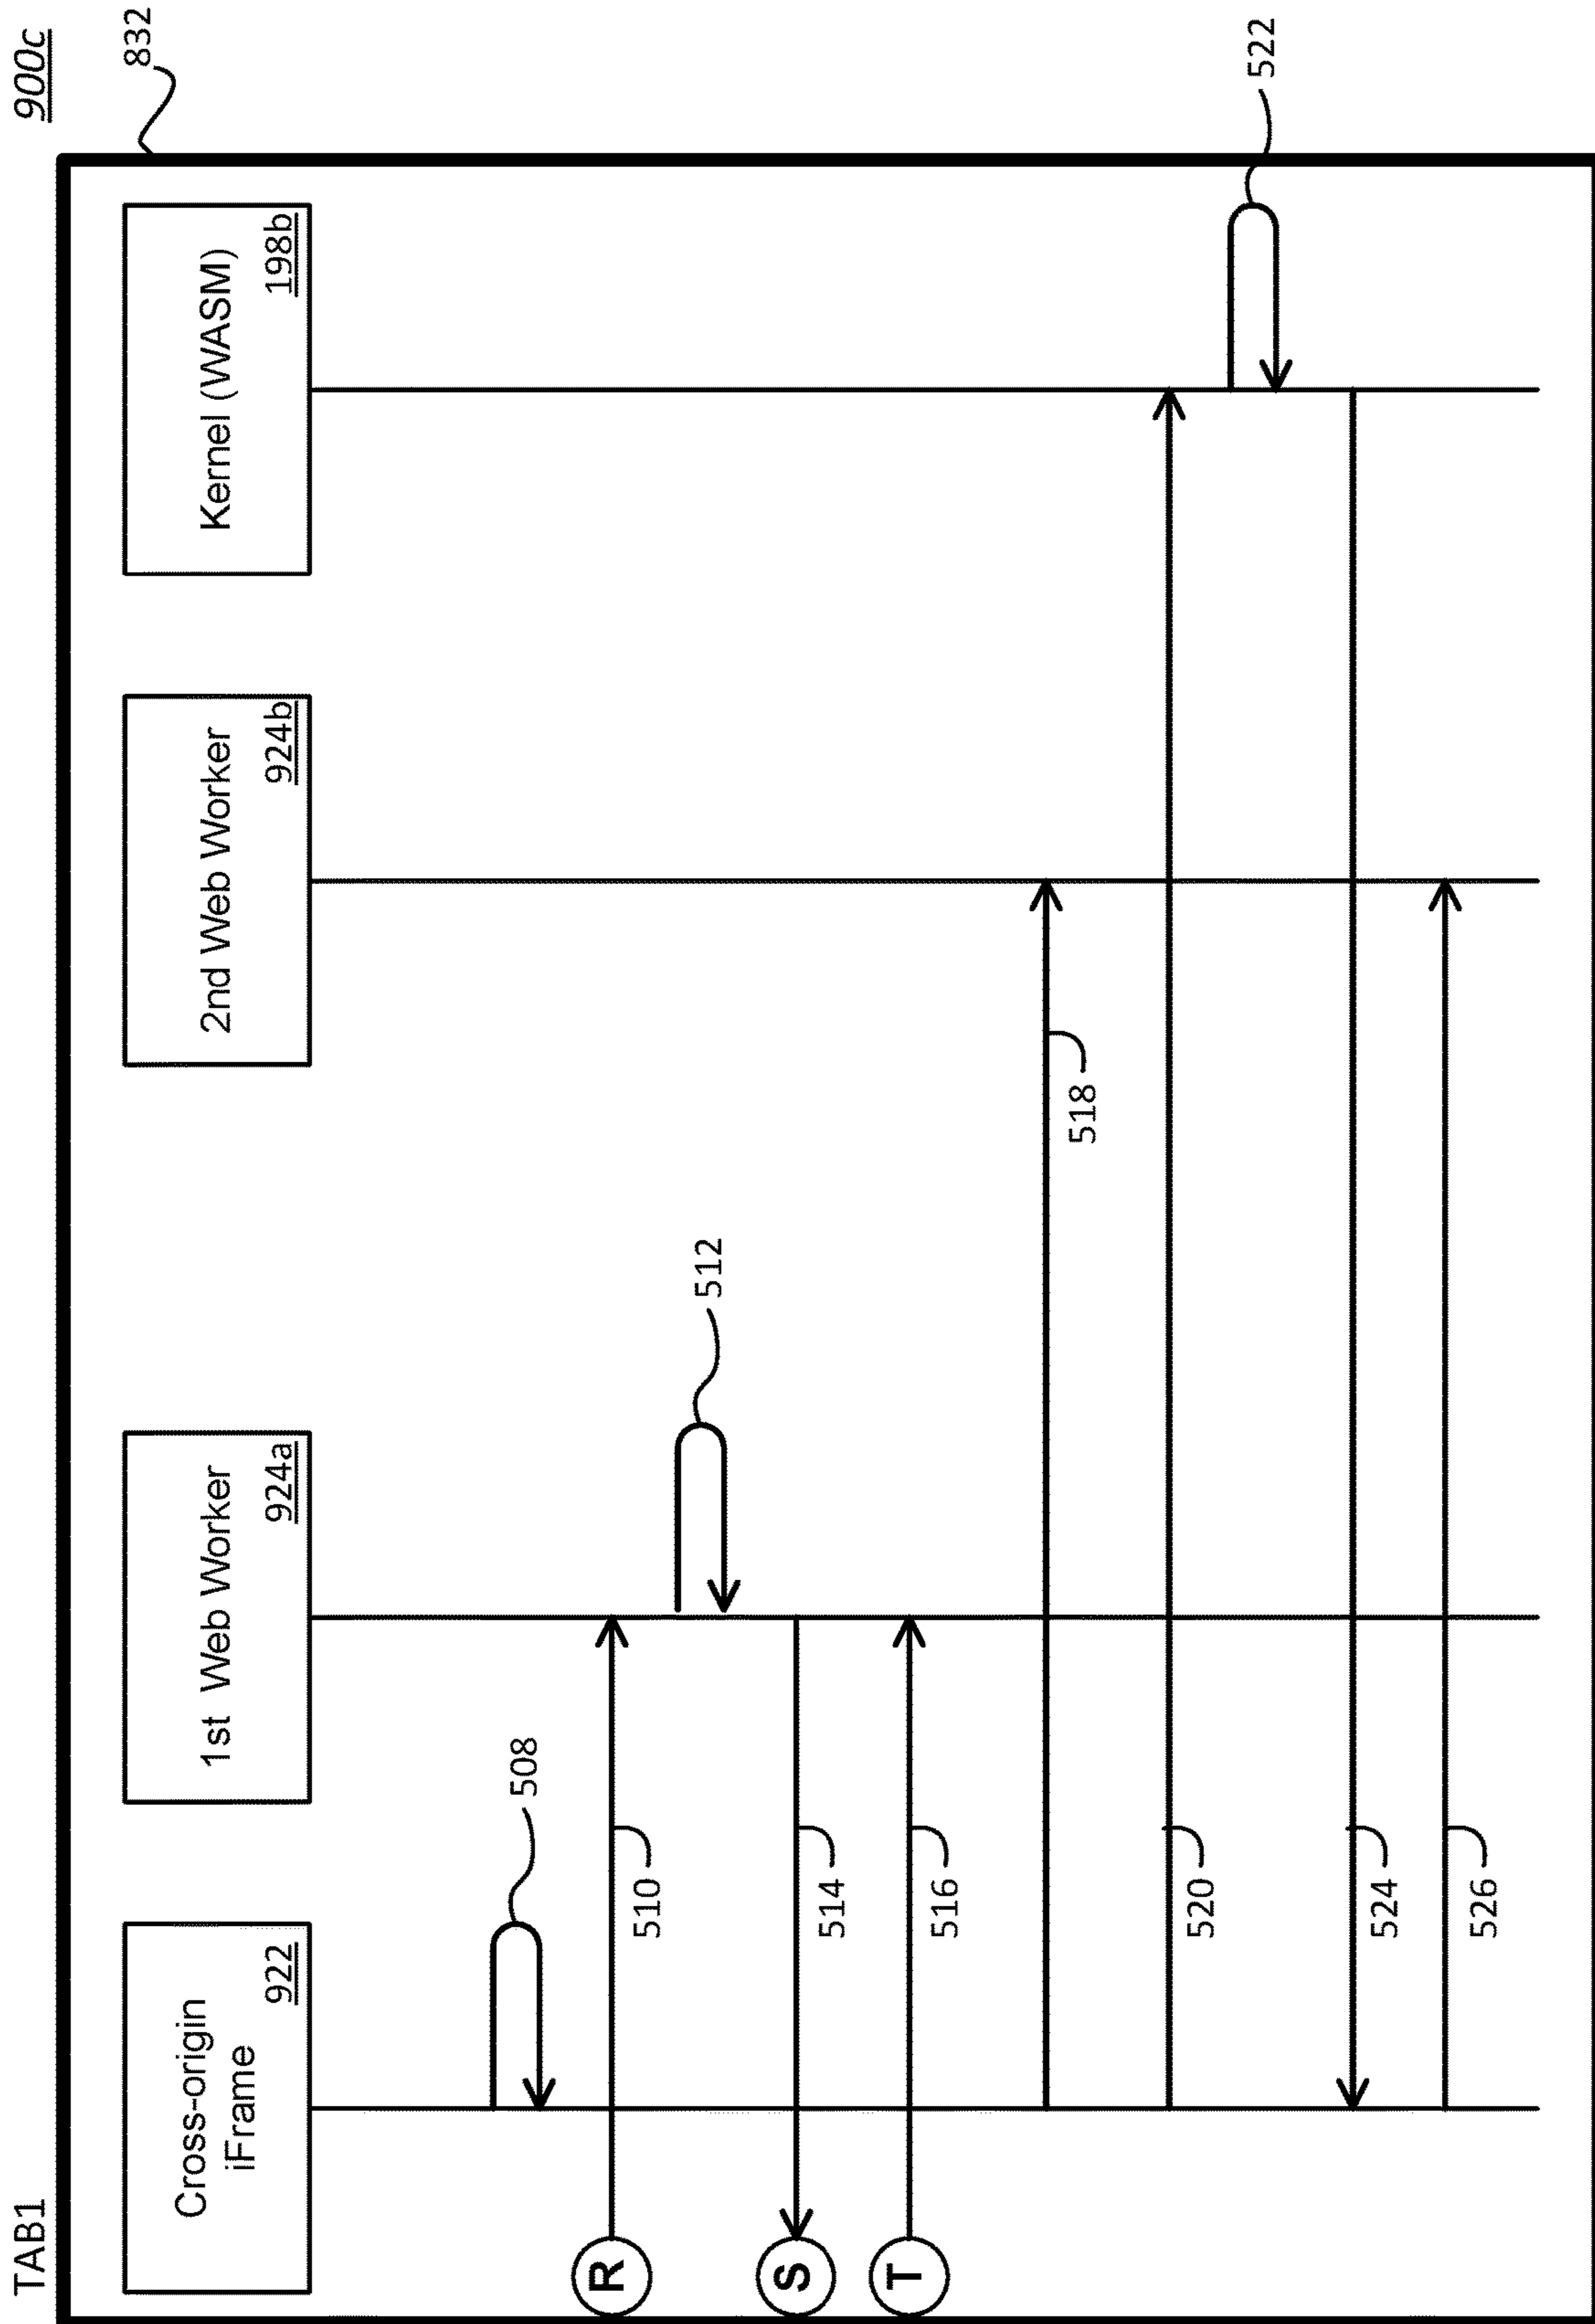 TAB1
900c
832
Cross-origin
iFrame
922
1st Web Worker
924a
2nd Web Worker
924b
Kernel (WASM)
198b
508
R
510
512
S
514
T
516
518
520
522
524
526